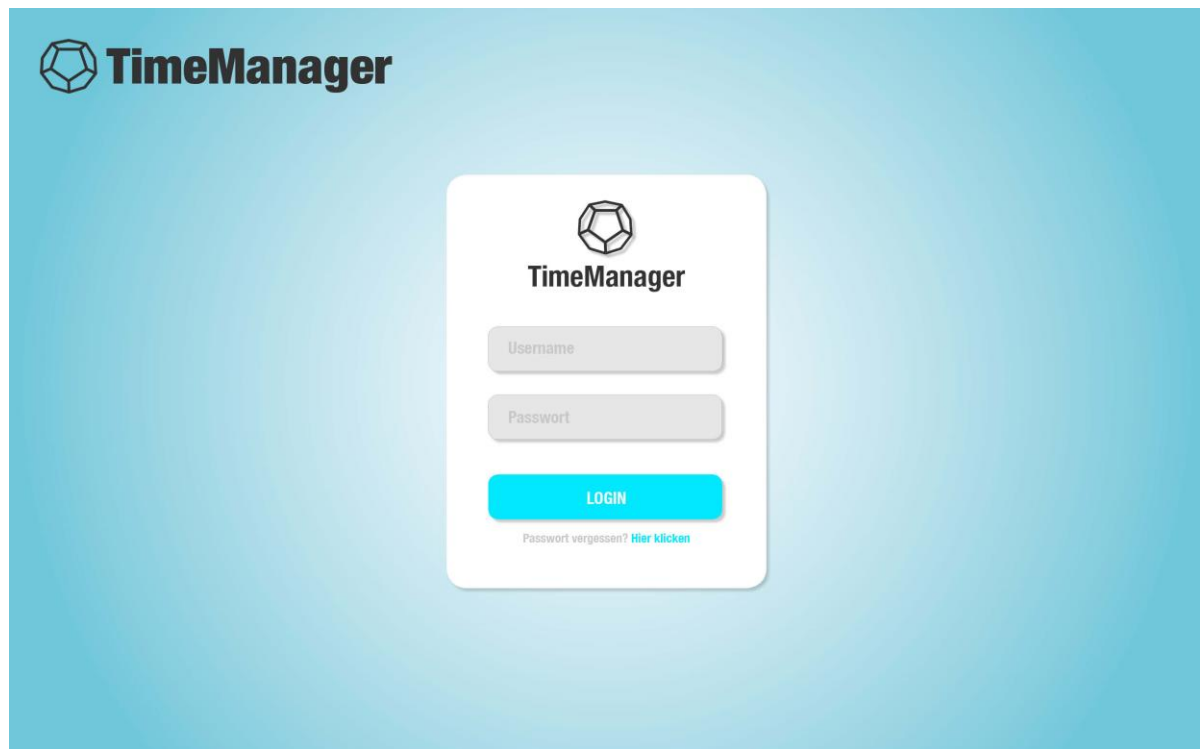 TimeManager
TimeManager
Username
Passwort
LOGIN
Passwort vergessen? Hier klicken